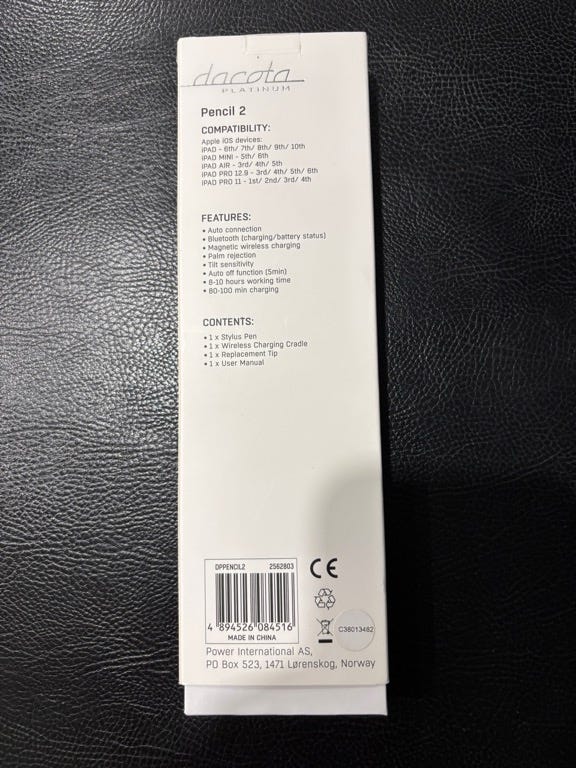 dacota
PLATINUM
Pencil 2
COMPATIBILITY:
Apple iOS devices:
iPAD - 6th/ 7th/ 8th/ 9th/ 10th
iPAD MINI - 5th/ 6th
iPAD AIR - 3rd/ 4th/ 5th
iPAD PRO 12.9 - 3rd/ 4th/ 5th/ 6th
iPAD PRO 11 - 1st/ 2nd/ 3rd/ 4th
FEATURES:
• Auto connection
• Bluetooth (charging/battery status)
• Magnetic wireless charging
• Palm rejection
• Tilt sensitivity
• Auto off function (5min)
• 8-10 hours working time
• 80-100 min charging
CONTENTS:
• 1 x Stylus Pen
• 1 x Wireless Charging Cradle
• 1 x Replacement Tip
• 1 x User Manual
DPPENCIL2 2562803
4 894526 084516
MADE IN CHINA
CE
C38013482
Power International AS,
PO Box 523, 1471 Lørenskog, Norway